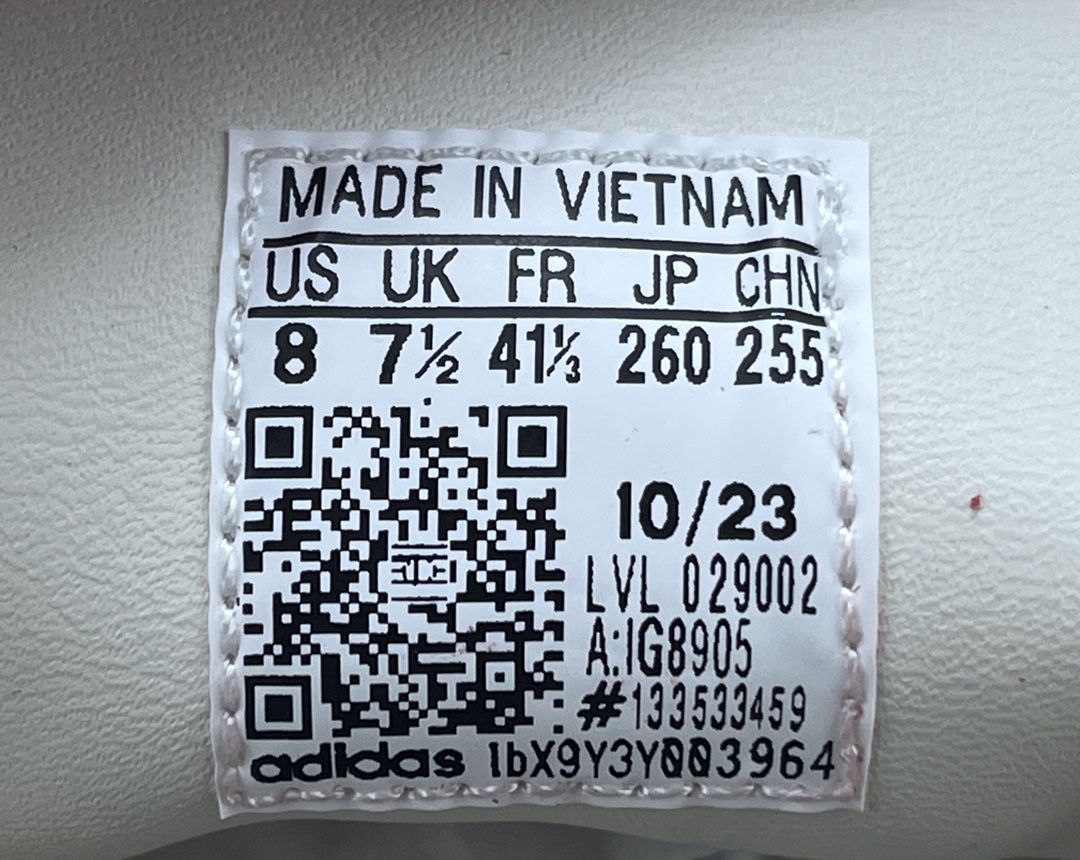 MADE IN VIETNAM
US UK FR JP CHN
8 7½ 41⅓ 260 255
10/23
LVL 029002
A:IG8905
#133533459
adidas 1bX9Y3Y003964